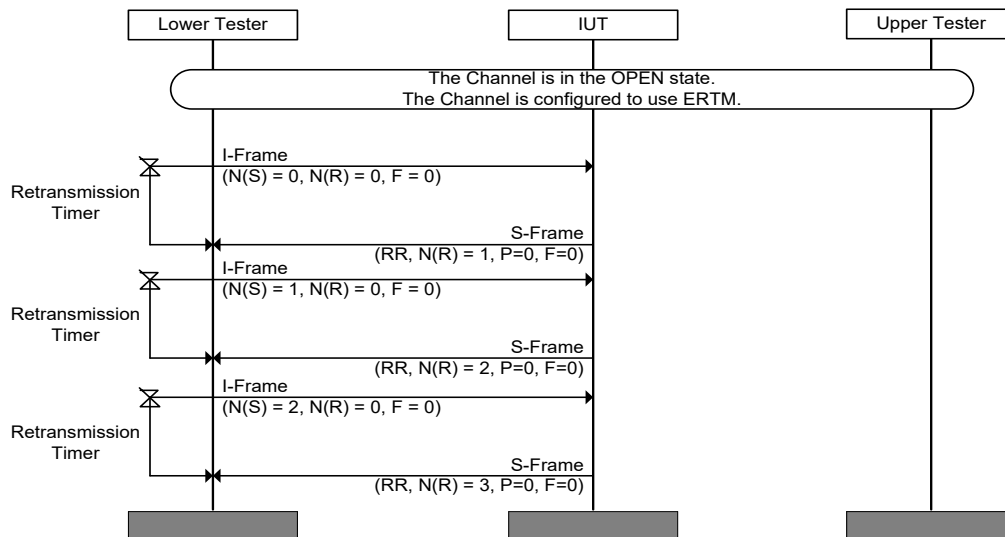 Lower Tester
IUT
Upper Tester
The Channel is in the OPEN state.
The Channel is configured to use ERTM.
I-Frame
(N(S) = 0, N(R) = 0, F = 0)
Retransmission
Timer
S-Frame
(RR, N(R) = 1, P=0, F=0)
I-Frame
(N(S) = 1, N(R) = 0, F = 0)
Retransmission
Timer
S-Frame
(RR, N(R) = 2, P=0, F=0)
I-Frame
(N(S) = 2, N(R) = 0, F = 0)
Retransmission
Timer
S-Frame
(RR, N(R) = 3, P=0, F=0)